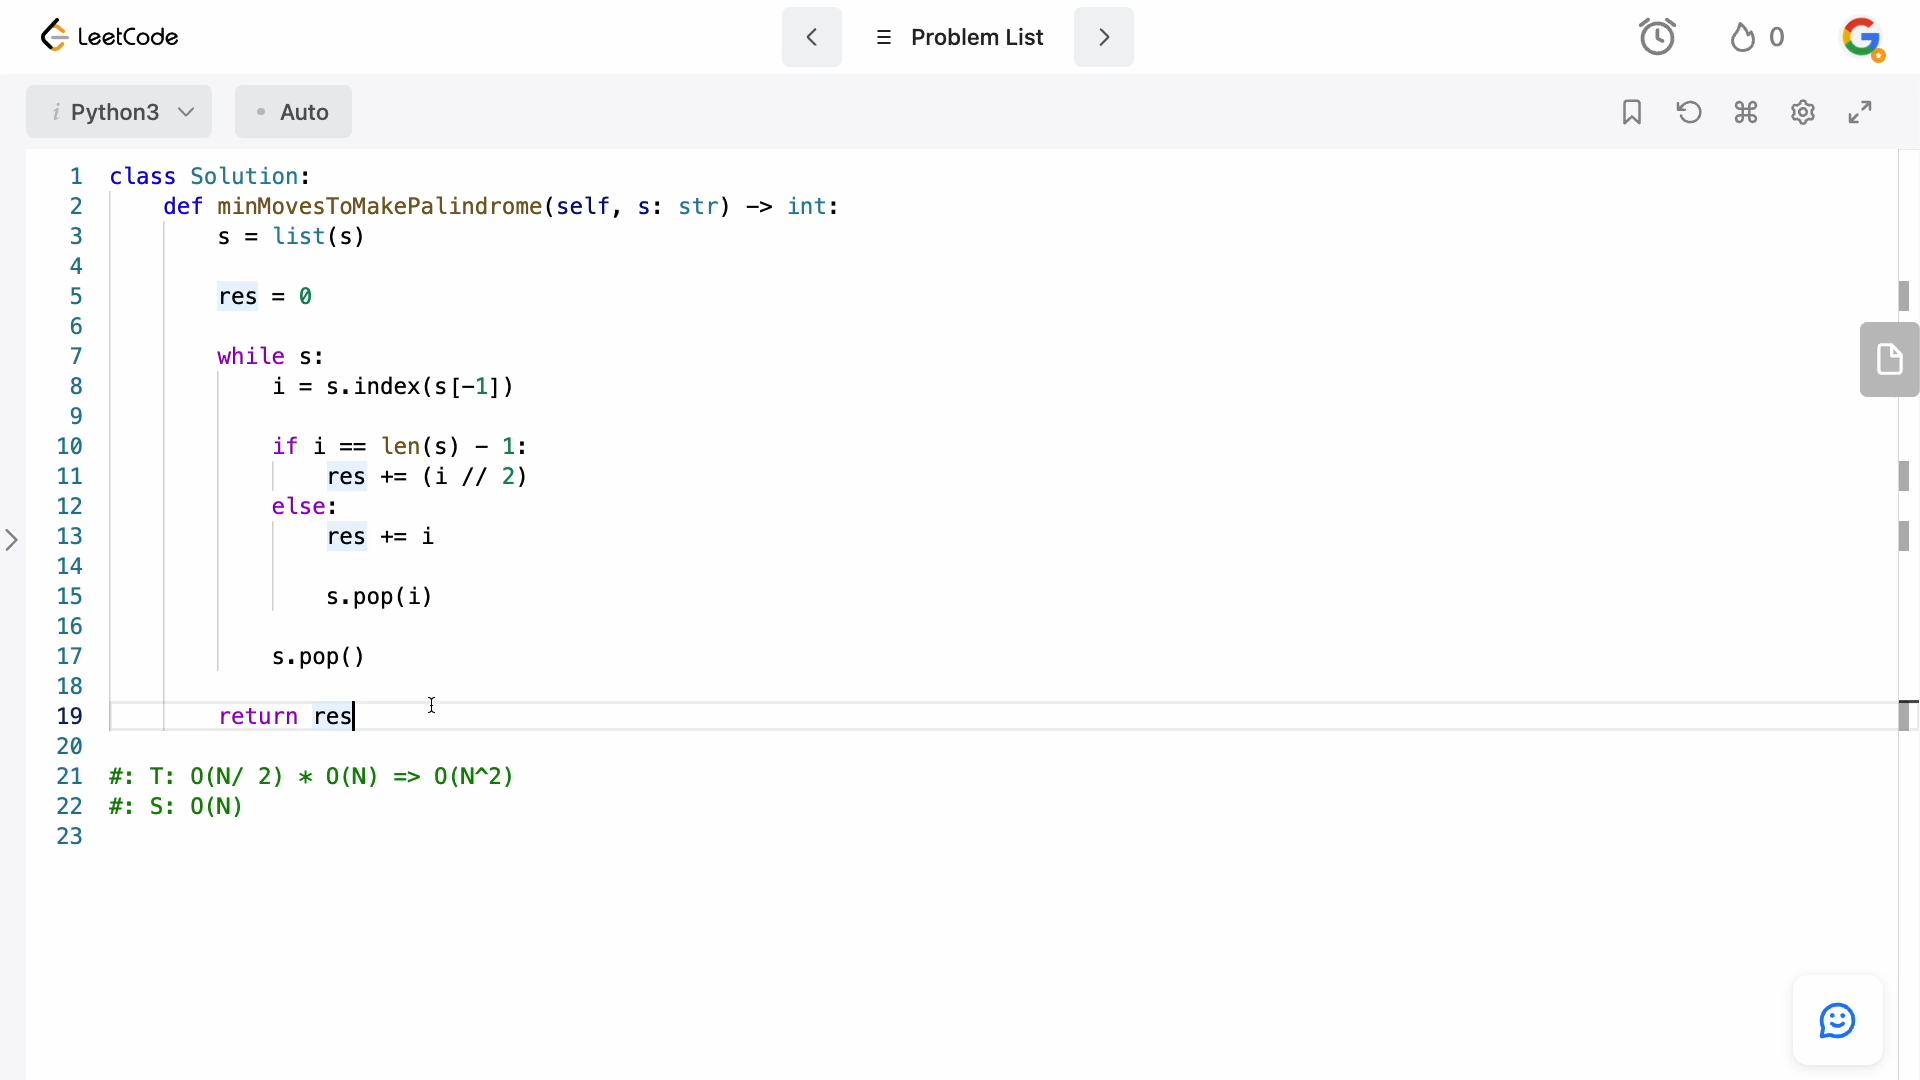 LeetCode
Problem List
0
i Python3
Auto
1 class Solution:
2 def minMovesToMakePalindrome(self, s: str) -> int:
3 s = list(s)
4
5 res = 0
6
7 while s:
8 i = s.index(s[-1])
9
10 if i == len(s) - 1:
11 res += (i // 2)
12 else:
13 res += i
14
15 s.pop(i)
16
17 s.pop()
18
19 return res
20
21 #: T: O(N/ 2) * O(N) => O(N^2)
22 #: S: O(N)
23